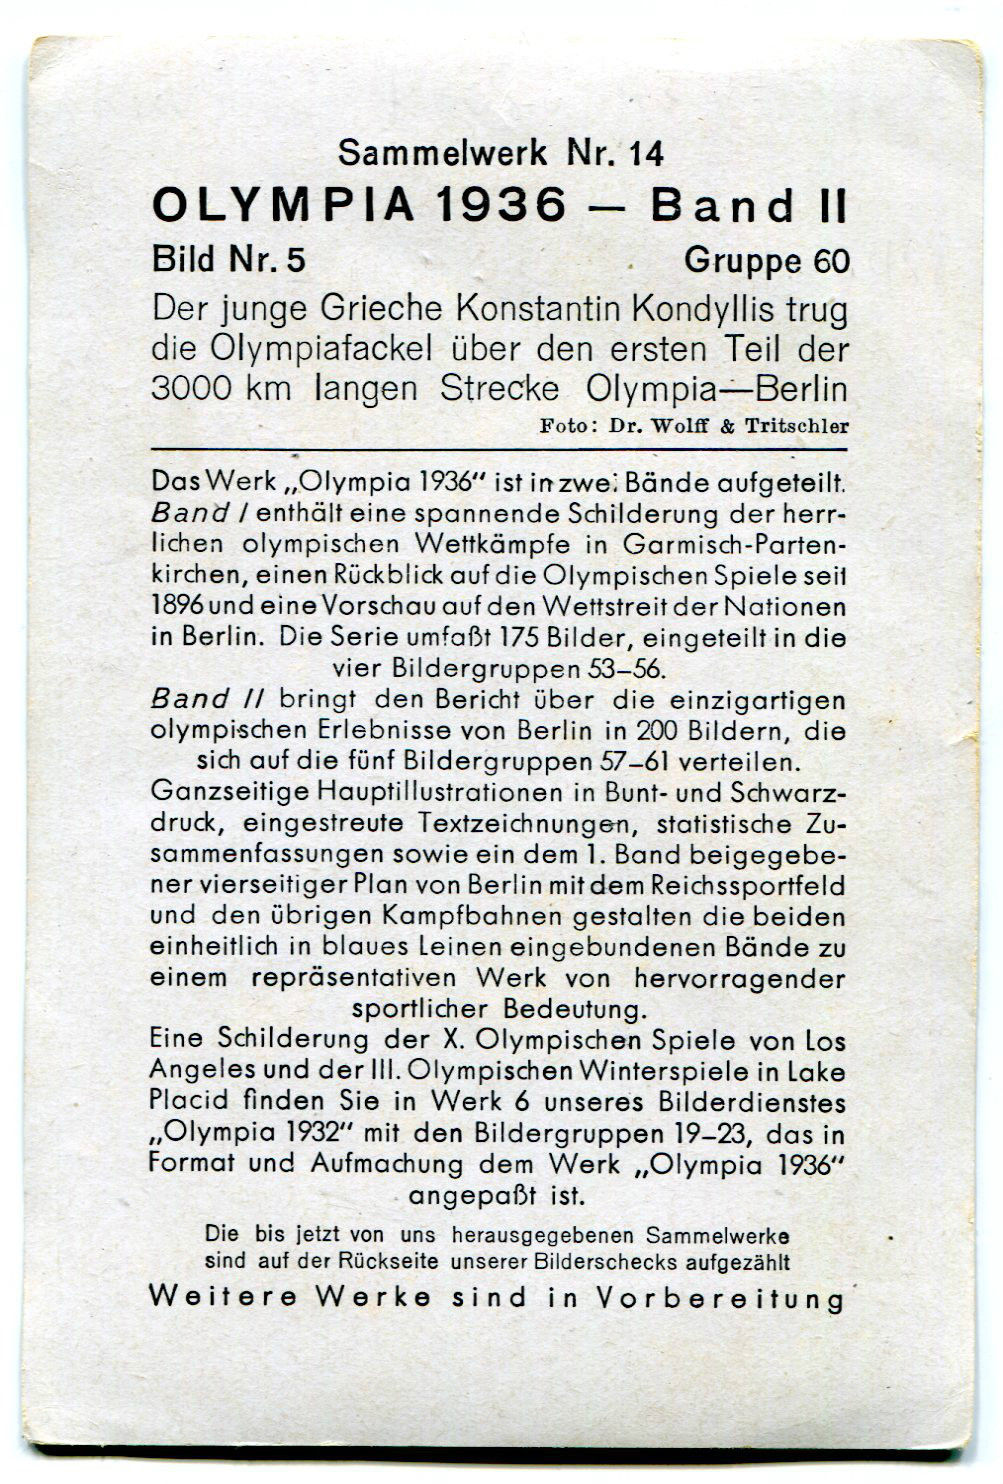 Sammelwerk Nr. 14
OLYMPIA 1936 — Band II
Bild Nr. 5 Gruppe 60
Der junge Grieche Konstantin Kondyllis trug
die Olympiafackel über den ersten Teil der
3000 km langen Strecke Olympia—Berlin
Foto: Dr. Wolff & Tritschler
Das Werk „Olympia 1936“ ist in zwei Bände aufgeteilt.
Band I enthält eine spannende Schilderung der herr-
lichen olympischen Wettkämpfe in Garmisch-Parten-
kirchen, einen Rückblick auf die Olympischen Spiele seit
1896 und eine Vorschau auf den Wettstreit der Nationen
in Berlin. Die Serie umfaßt 175 Bilder, eingeteilt in die
vier Bildergruppen 53–56.
Band II bringt den Bericht über die einzigartigen
olympischen Erlebnisse von Berlin in 200 Bildern, die
sich auf die fünf Bildergruppen 57–61 verteilen.
Ganzseitige Hauptillustrationen in Bunt- und Schwarz-
druck, eingestreute Textzeichnungen, statistische Zu-
sammenfassungen sowie ein dem 1. Band beigegebe-
ner vierseitiger Plan von Berlin mit dem Reichssportfeld
und den übrigen Kampfbahnen gestalten die beiden
einheitlich in blaues Leinen eingebundenen Bände zu
einem repräsentativen Werk von hervorragender
sportlicher Bedeutung.
Eine Schilderung der X. Olympischen Spiele von Los
Angeles und der III. Olympischen Winterspiele in Lake
Placid finden Sie in Werk 6 unseres Bilderdienstes
„Olympia 1932“ mit den Bildergruppen 19–23, das in
Format und Aufmachung dem Werk „Olympia 1936“
angepaßt ist.
Die bis jetzt von uns herausgegebenen Sammelwerke
sind auf der Rückseite unserer Bilderschecks aufgezählt
Weitere Werke sind in Vorbereitung